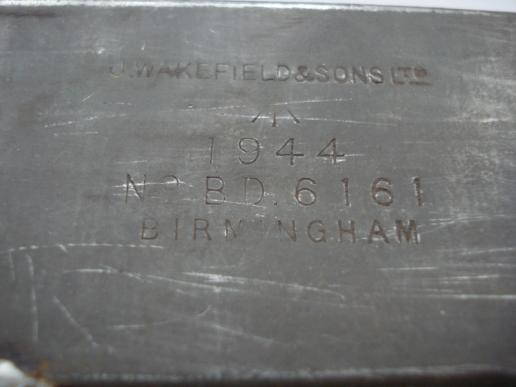 J. WAKEFIELD & SONS LTD
1944
No BD. 6161
BIRMINGHAM